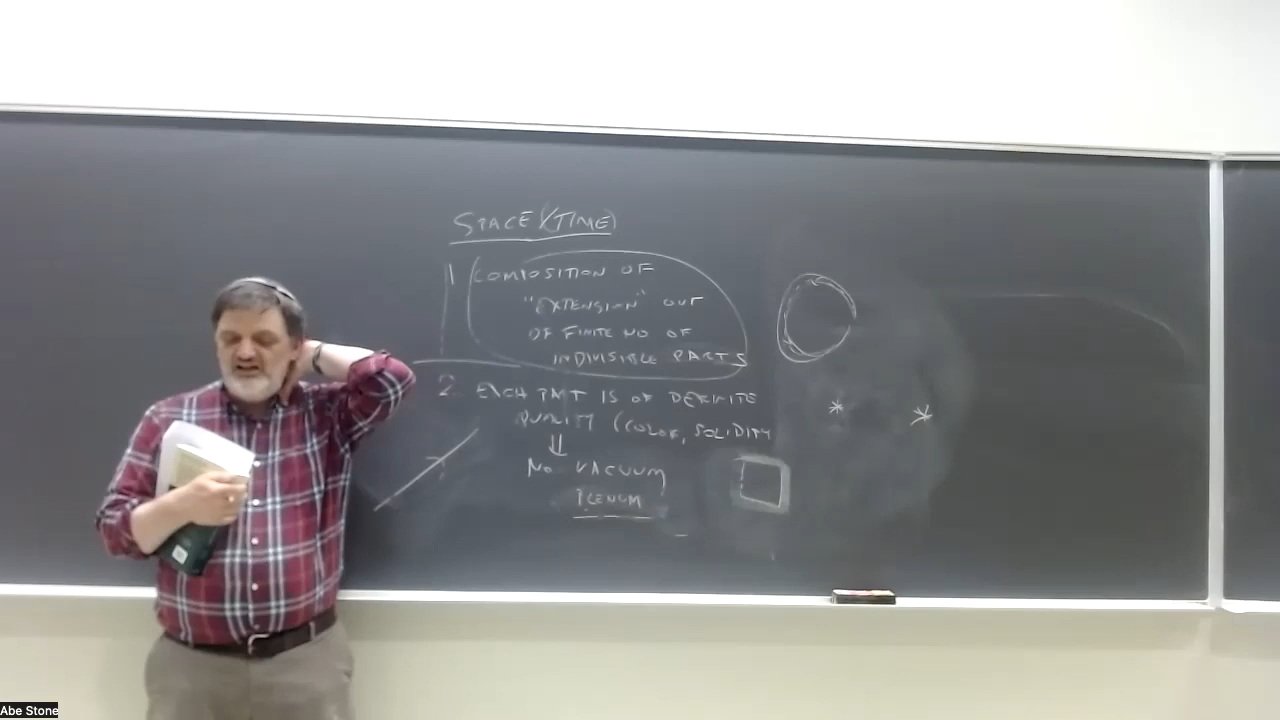 SPACE (TIME)
1 COMPOSITION OF
"EXTENSION" OUT
OF FINITE NO OF
INDIVISIBLE PARTS
2. EACH PART IS OF DEFINITE
QUALITY (COLOR, SOLIDITY
⇓
NO VACUUM
PLENUM
Abe Stone